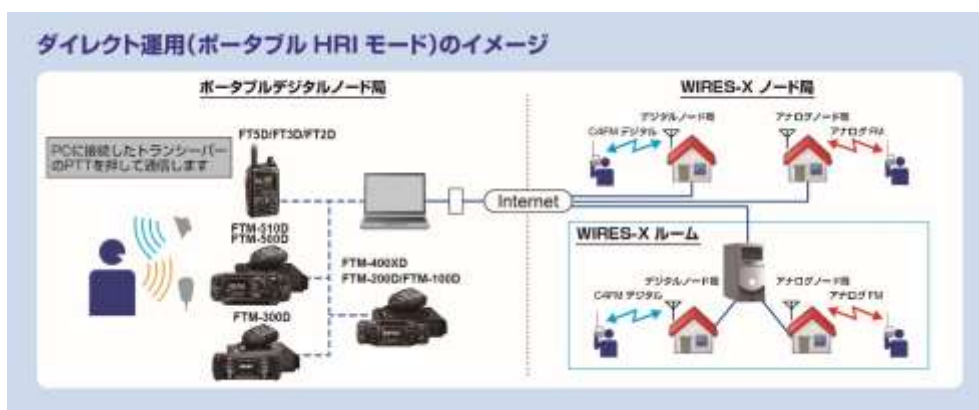 ダイレクト運用(ポータブル HRI モード)のイメージ
ポータブルデジタルノード局
FT5D/FT3D/FT2D
PCに接続したトランシーバー
のPTTを押して通信します
FTM-510D
FTM-500D
FTM-400XD
FTM-200D/FTM-100D
FTM-300D
Internet
WIRES-X ノード局
デジタルノード局
C4FM デジタル
アナログノード局
アナログ FM
WIRES-X ルーム
デジタルノード局
C4FM デジタル
アナログノード局
アナログ FM